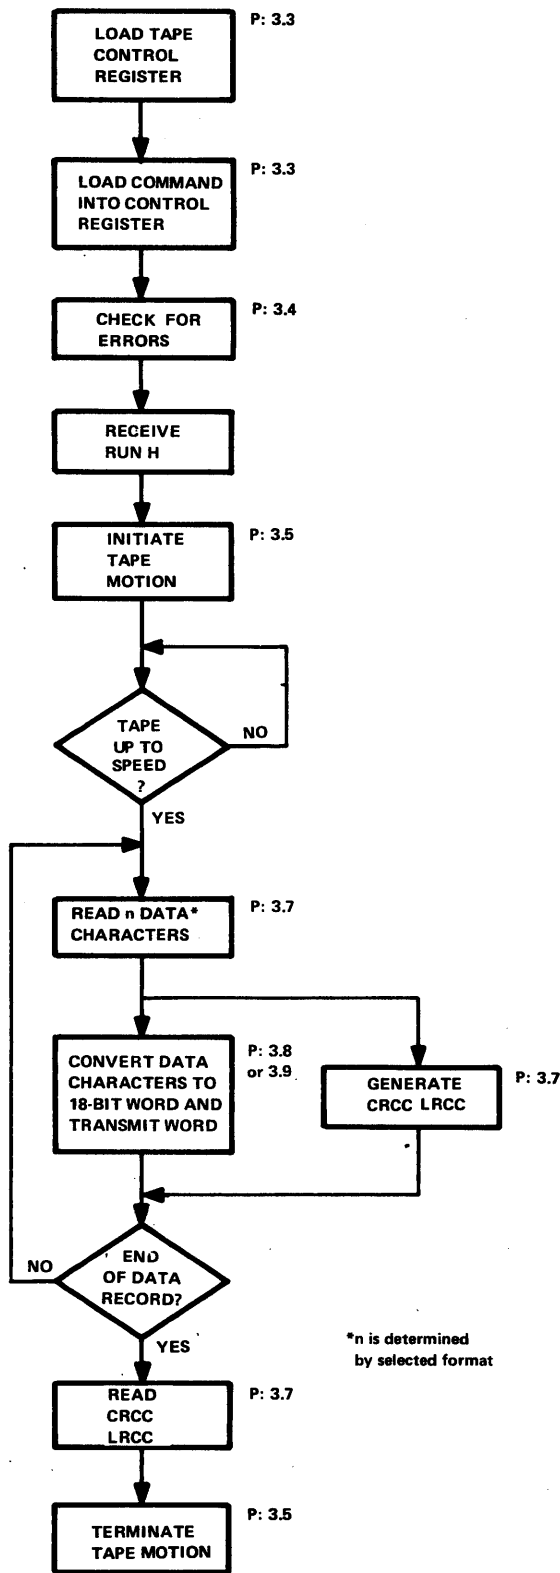 P: 3.3
LOAD TAPE
CONTROL
REGISTER
P: 3.3
LOAD COMMAND
INTO CONTROL
REGISTER
P: 3.4
CHECK FOR
ERRORS
RECEIVE
RUN H
P: 3.5
INITIATE
TAPE
MOTION
TAPE
UP TO
SPEED
?
NO
YES
P: 3.7
READ n DATA*
CHARACTERS
P: 3.8
or 3.9
CONVERT DATA
CHARACTERS TO
18-BIT WORD AND
TRANSMIT WORD
P: 3.7
GENERATE
CRCC LRCC
NO
END
OF DATA
RECORD?
YES
*n is determined
by selected format
P: 3.7
READ
CRCC
LRCC
P: 3.5
TERMINATE
TAPE MOTION